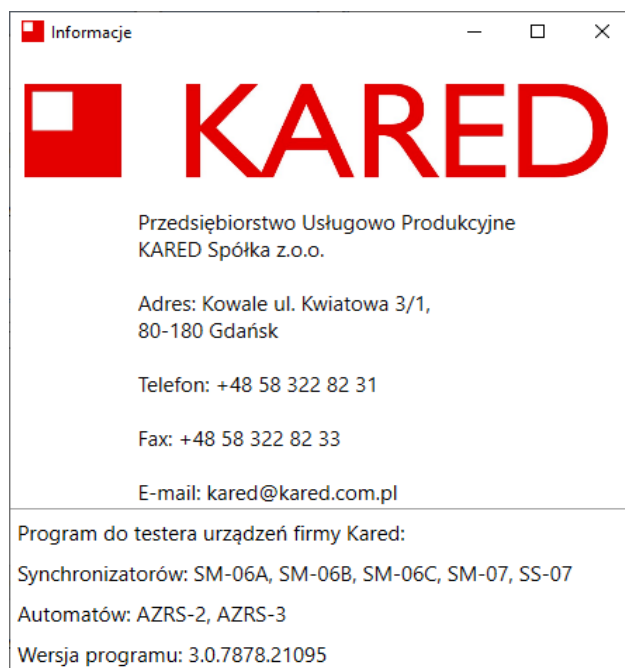 Informacje
KARED
Przedsiębiorstwo Usługowo Produkcyjne
KARED Spółka z.o.o.
Adres: Kowale ul. Kwiatowa 3/1,
80-180 Gdańsk
Telefon: +48 58 322 82 31
Fax: +48 58 322 82 33
E-mail: kared@kared.com.pl
Program do testera urządzeń firmy Kared:
Synchronizatorów: SM-06A, SM-06B, SM-06C, SM-07, SS-07
Automatów: AZRS-2, AZRS-3
Wersja programu: 3.0.7878.21095